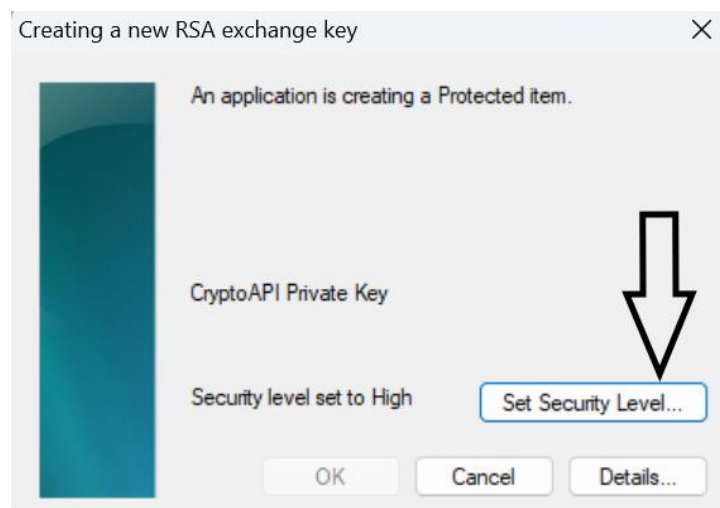 Creating a new RSA exchange key
An application is creating a Protected item.
CryptoAPI Private Key
Security level set to High
Set Security Level...
OK
Cancel
Details...